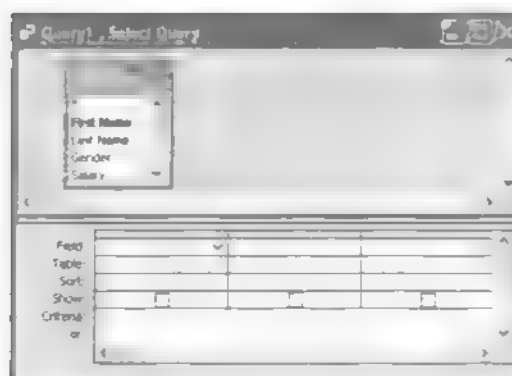 Query1 : Select Query
*
First Name
Last Name
Gender
Salary
Field:
Table:
Sort:
Show:
Criteria:
or: